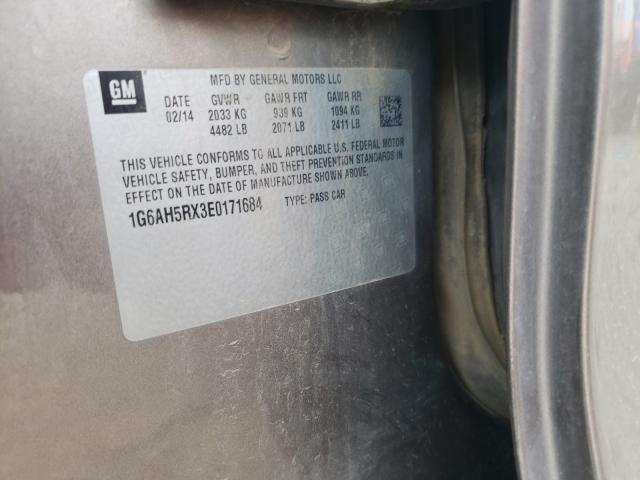 GM
MFD BY GENERAL MOTORS LLC
DATE GVWR GAWR FRT GAWR RR
02/14 2033 KG 939 KG 1094 KG
4482 LB 2071 LB 2411 LB
THIS VEHICLE CONFORMS TO ALL APPLICABLE U.S. FEDERAL MOTOR
VEHICLE SAFETY, BUMPER, AND THEFT PREVENTION STANDARDS IN
EFFECT ON THE DATE OF MANUFACTURE SHOWN ABOVE.
1G6AH5RX3E0171684 TYPE: PASS CAR